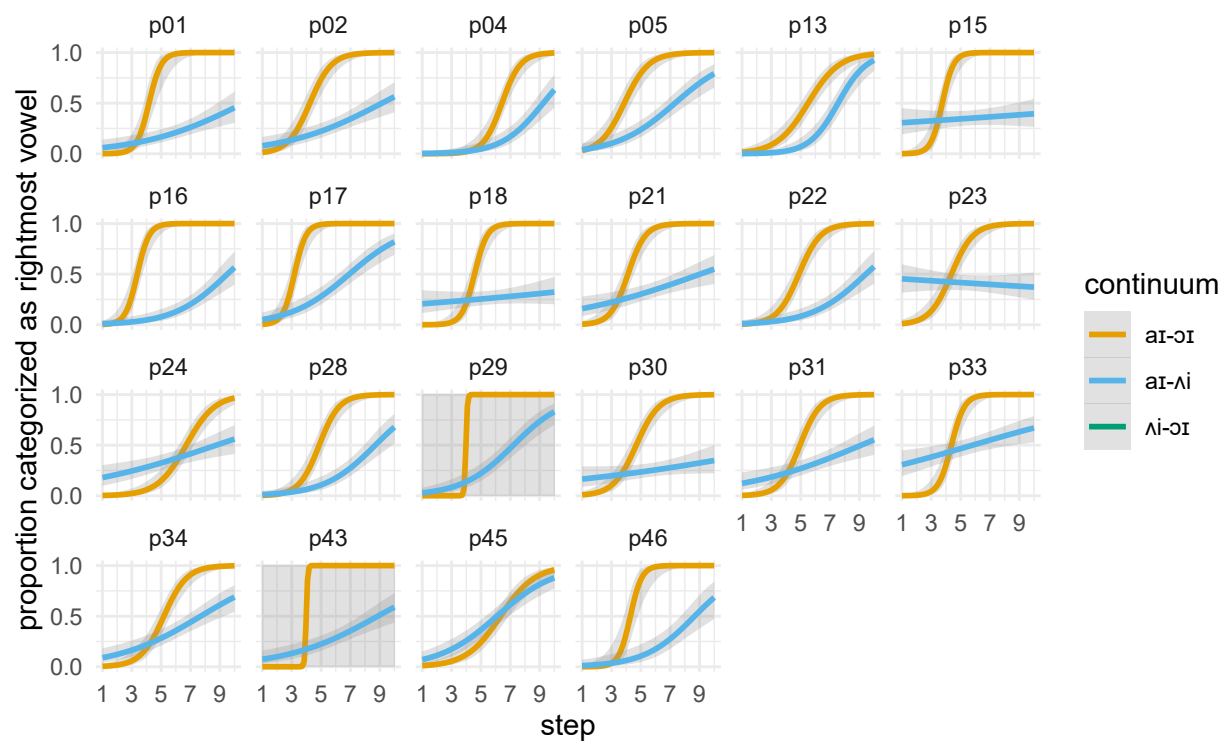 p01 p02 p04 p05 p13 p15
1.0
0.5
0.0
p16 p17 p18 p21 p22 p23
1.0
0.5
0.0
p24 p28 p29 p30 p31 p33
1.0
0.5
0.0
1 3 5 7 9 1 3 5 7 9
p34 p43 p45 p46
1.0
0.5
0.0
1 3 5 7 9 1 3 5 7 9 1 3 5 7 9 1 3 5 7 9
step
proportion categorized as rightmost vowel
continuum
aɪ-ɔɪ
aɪ-ʌi
ʌi-ɔɪ